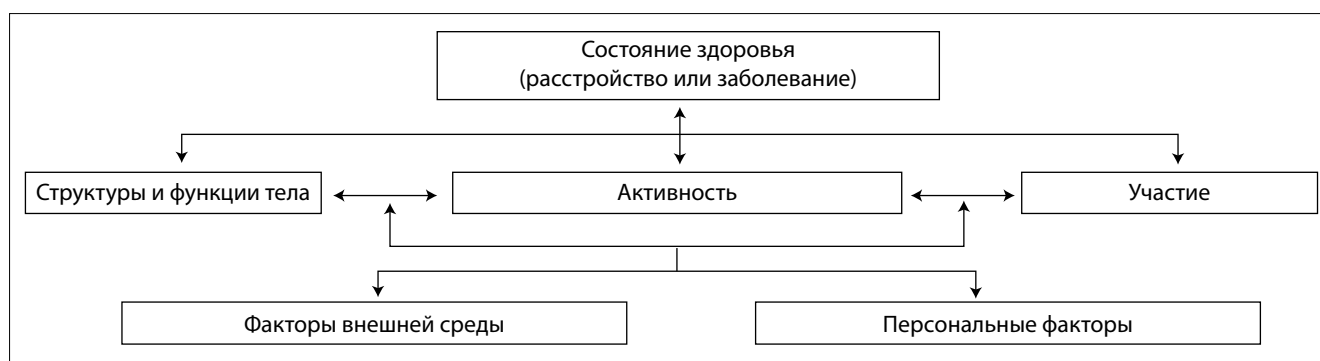 Состояние здоровья
(расстройство или заболевание)
Структуры и функции тела
Активность
Участие
Факторы внешней среды
Персональные факторы